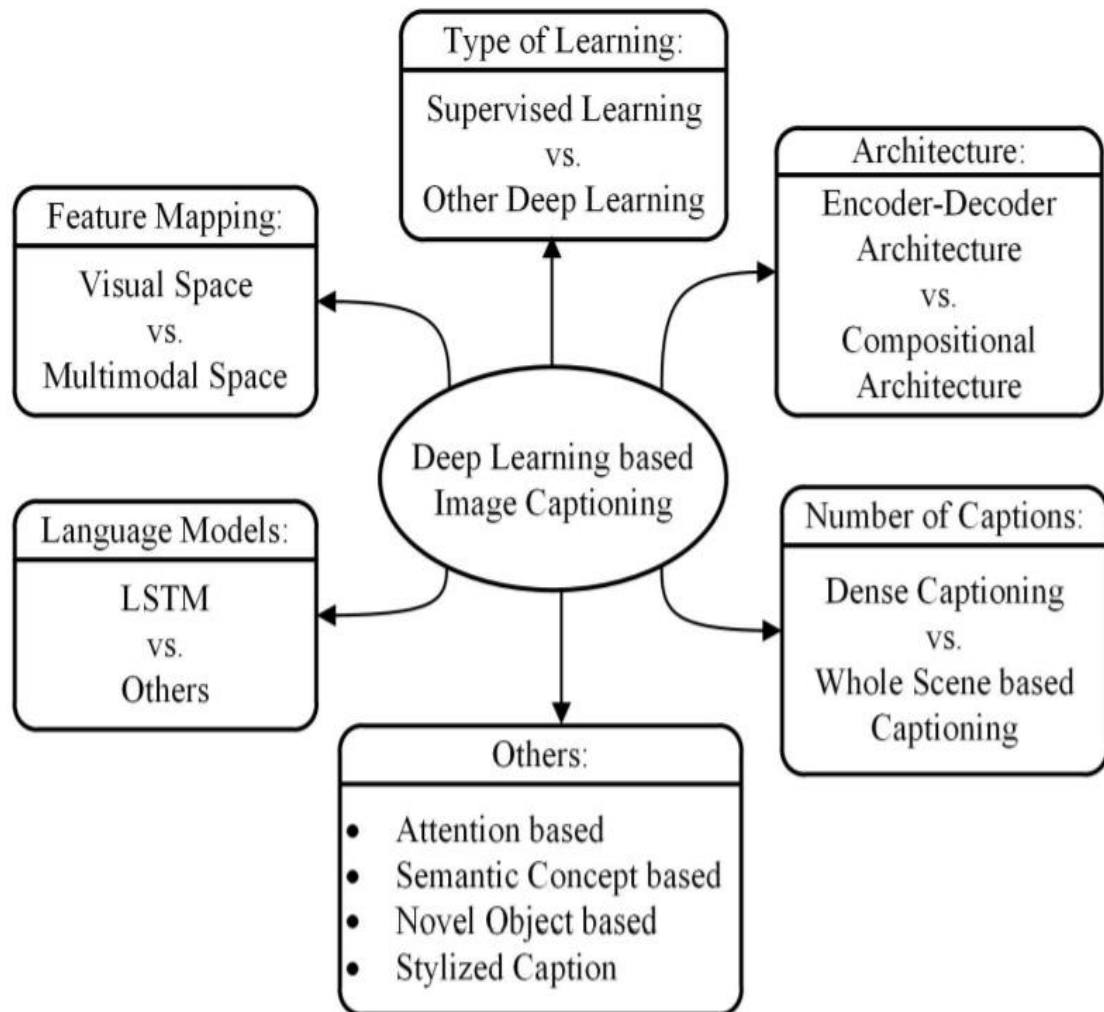 Type of Learning:
Supervised Learning
vs.
Other Deep Learning
Architecture:
Encoder-Decoder
Architecture
vs.
Compositional
Architecture
Feature Mapping:
Visual Space
vs.
Multimodal Space
Deep Learning based
Image Captioning
Language Models:
LSTM
vs.
Others
Number of Captions:
Dense Captioning
vs.
Whole Scene based
Captioning
Others:
• Attention based
• Semantic Concept based
• Novel Object based
• Stylized Caption